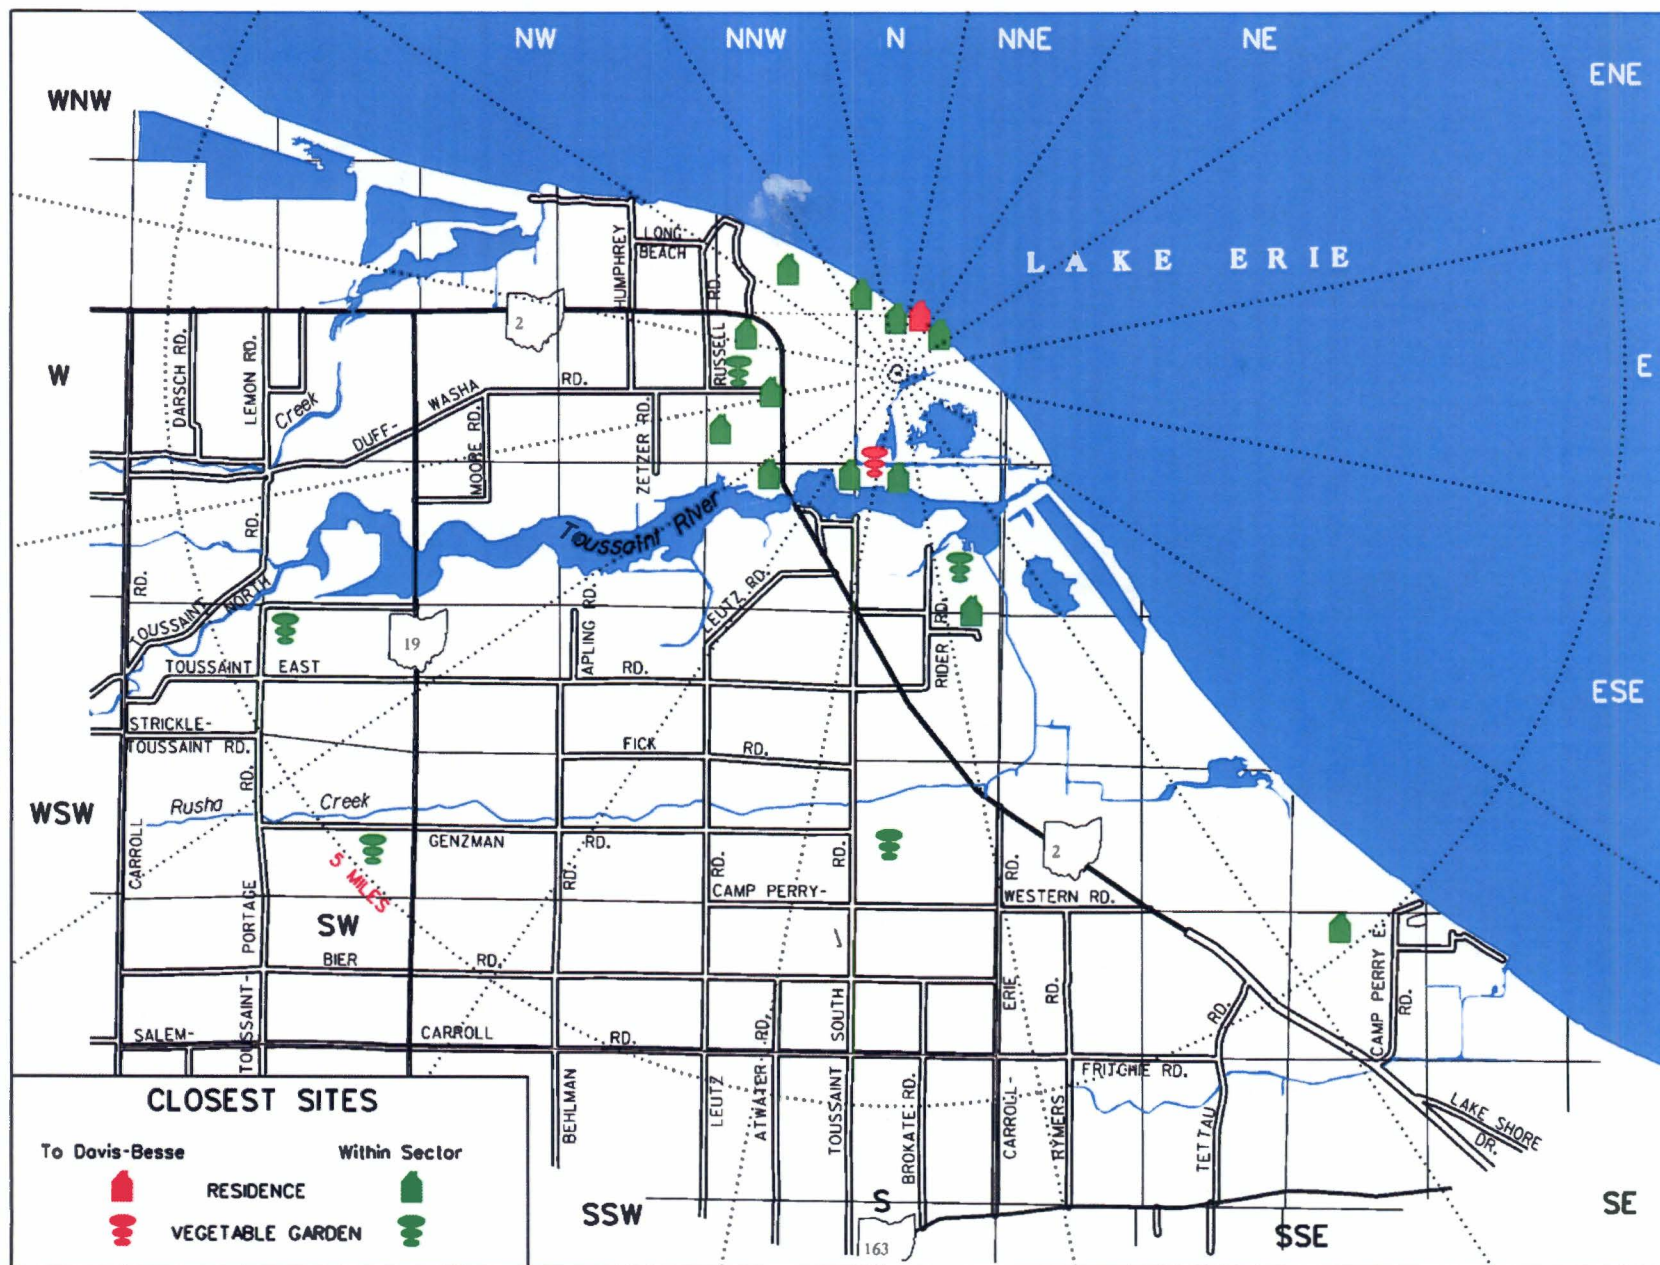 NW
NNW
N
NNE
NE
ENE
WNW
LAKE ERIE
HUMPHREY
LONG
BEACH
RD.
2
W
E
DARSCH RD.
LEMON RD.
Creek
DUFF-
WASHA
RD.
RUSSELL
MOORE RD.
ZETZER RD.
Toussaint River
RD.
RD.
TOUSSAINT
NORTH
19
APLING RD.
LEUTZ RD.
RIDER RD.
TOUSSAINT
EAST
RD.
ESE
STRICKLE-
TOUSSAINT RD.
FICK
RD.
RD.
WSW
Rusha
Creek
CARROLL
GENZMAN
RD.
2
5 MILES
RD.
RD.
RD.
RD.
CAMP PERRY-
WESTERN RD.
SW
PORTAGE
BIER
RD.
CAMP PERRY E.
RD.
ERIE
RD.
RD.
SALEM-
TOUSSAINT-
CARROLL
RD.
RD.
SOUTH
FRITCHIE RD.
CLOSEST SITES
To Davis-Besse
Within Sector
RESIDENCE
VEGETABLE GARDEN
BEHLMAN
LEUTZ
ATWATER
TOUSSAINT
BROKATE RD.
CARROLL-
RYMERS
TETTAU
LAKE SHORE
DR.
SSW
S
163
SSE
SE